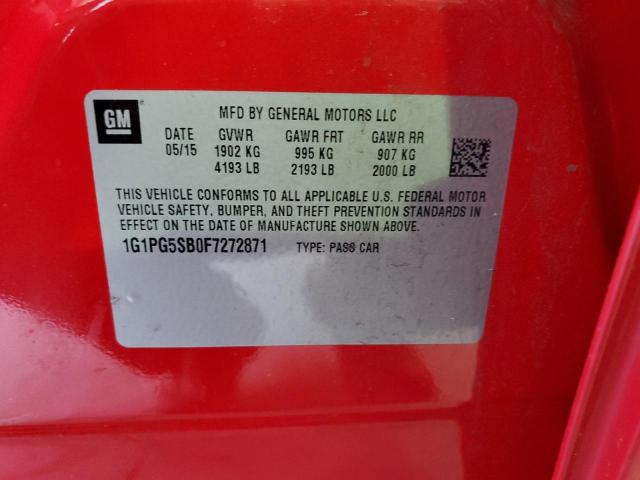 GM
MFD BY GENERAL MOTORS LLC
DATE GVWR GAWR FRT GAWR RR
05/15 1902 KG 995 KG 907 KG
4193 LB 2193 LB 2000 LB
THIS VEHICLE CONFORMS TO ALL APPLICABLE U.S. FEDERAL MOTOR
VEHICLE SAFETY, BUMPER, AND THEFT PREVENTION STANDARDS IN
EFFECT ON THE DATE OF MANUFACTURE SHOWN ABOVE.
1G1PG5SB0F7272871 TYPE: PASS CAR